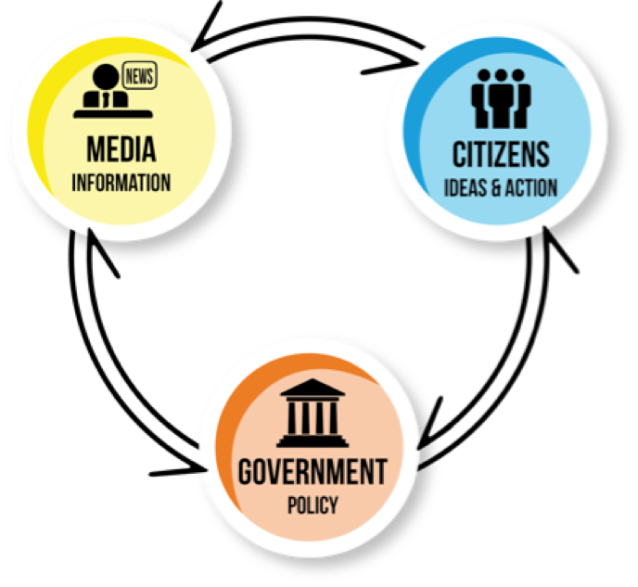 NEWS
MEDIA
INFORMATION
CITIZENS
IDEAS & ACTION
GOVERNMENT
POLICY